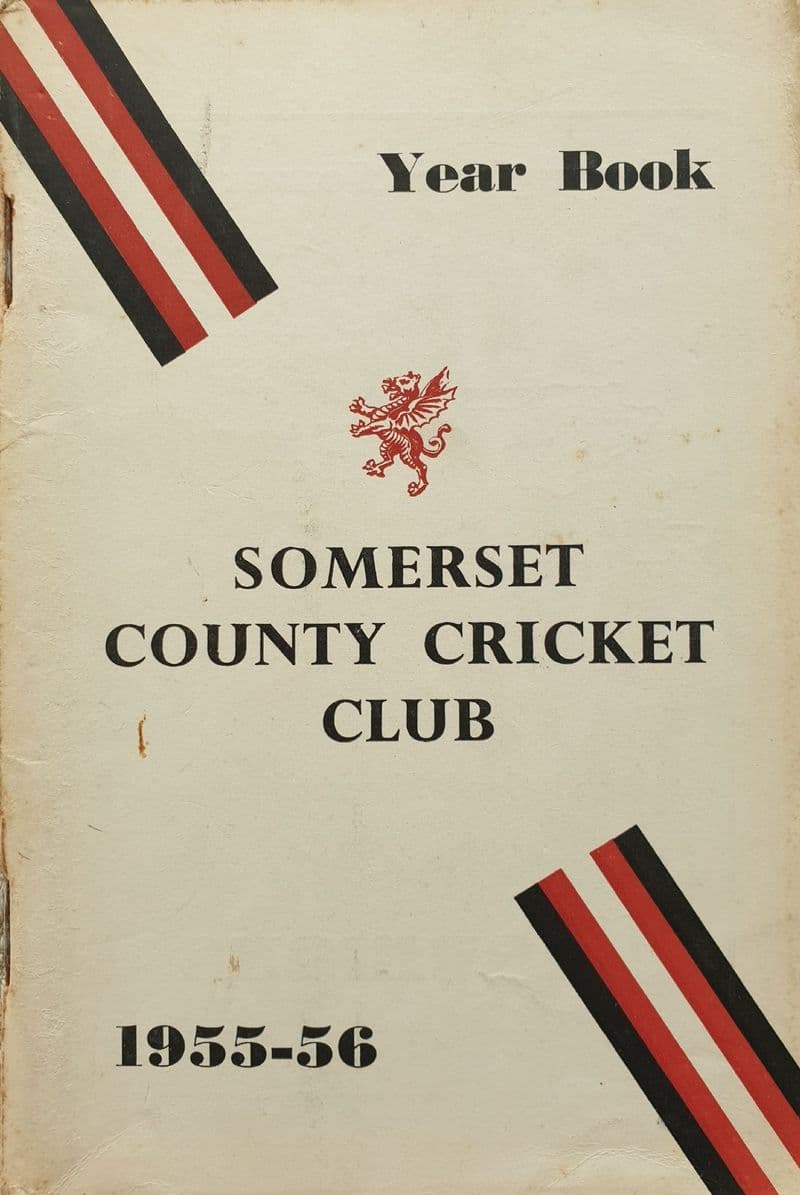 Year Book
SOMERSET
COUNTY CRICKET
CLUB
1955-56